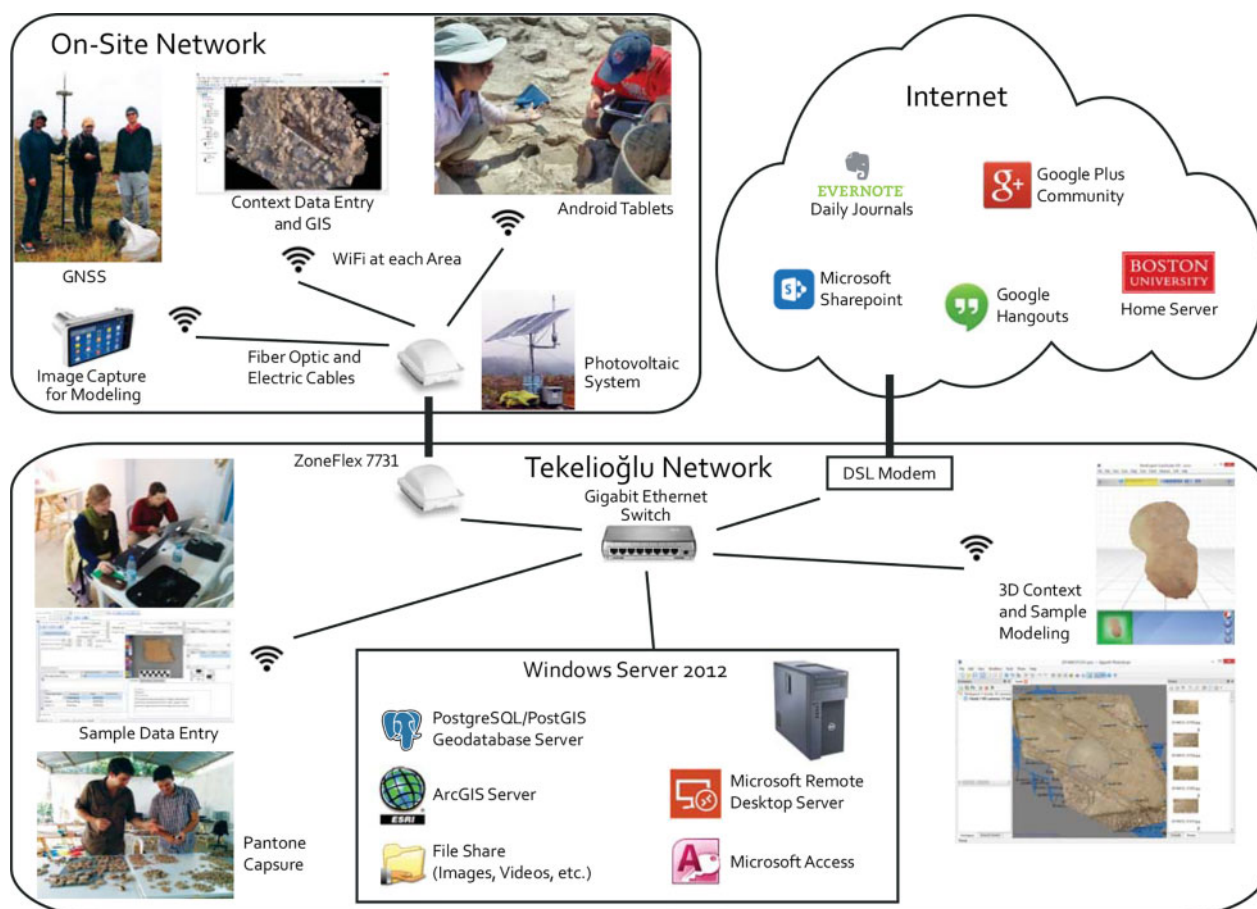 On-Site Network
GNSS
Context Data Entry
and GIS
Android Tablets
WiFi at each Area
Image Capture
for Modeling
Fiber Optic and
Electric Cables
Photovoltaic
System
Internet
EVERNOTE
Daily Journals
g+
Google Plus
Community
S
Microsoft
Sharepoint
Google
Hangouts
BOSTON
UNIVERSITY
Home Server
Tekelioğlu Network
ZoneFlex 7731
Gigabit Ethernet
Switch
DSL Modem
Sample Data Entry
Pantone
Capsure
3D Context
and Sample
Modeling
Windows Server 2012
PostgreSQL/PostGIS
Geodatabase Server
ESRI
ArcGIS Server
File Share
(Images, Videos, etc.)
Microsoft Remote
Desktop Server
A
Microsoft Access